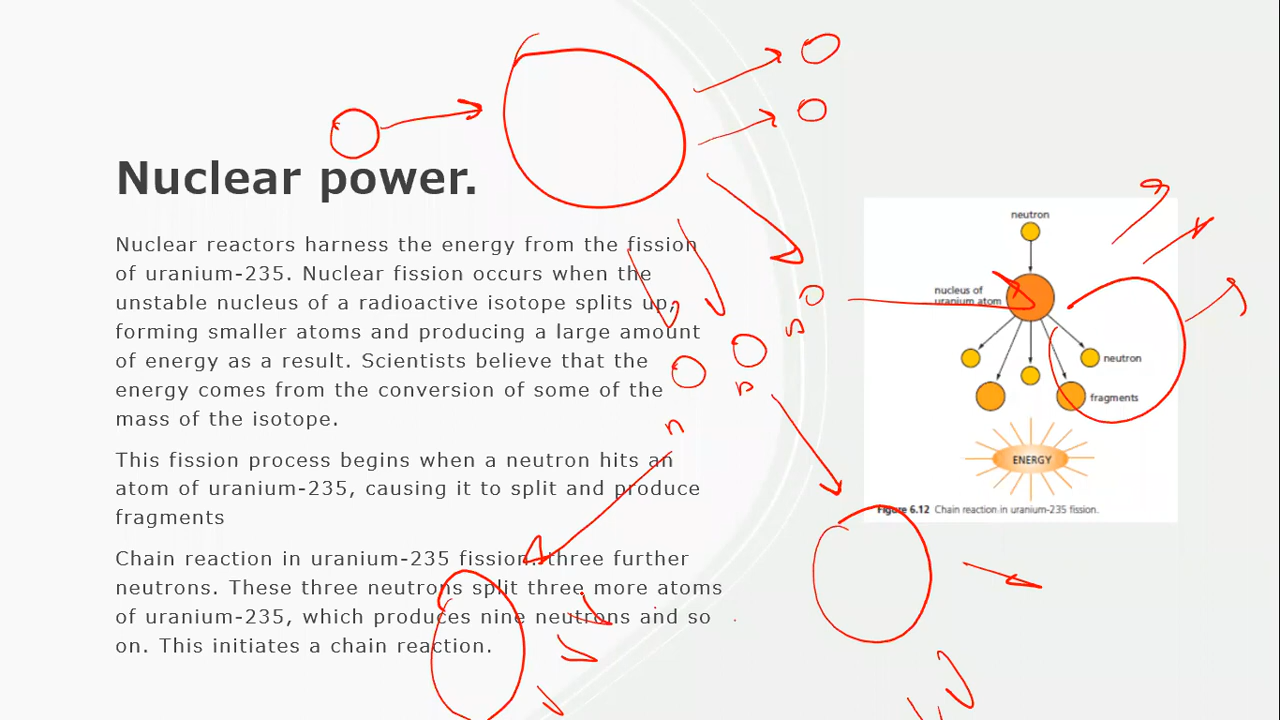 Nuclear power.
Nuclear reactors harness the energy from the fission
of uranium-235. Nuclear fission occurs when the
unstable nucleus of a radioactive isotope splits up,
forming smaller atoms and producing a large amount
of energy as a result. Scientists believe that the
energy comes from the conversion of some of the
mass of the isotope.
This fission process begins when a neutron hits an
atom of uranium-235, causing it to split and produce
fragments
Chain reaction in uranium-235 fission..three further
neutrons. These three neutrons split three more atoms
of uranium-235, which produces nine neutrons and so
on. This initiates a chain reaction.
n
n
neutron
nucleus of
uranium atom
neutron
fragments
ENERGY
Figure 6.12 Chain reaction in uranium-235 fission.